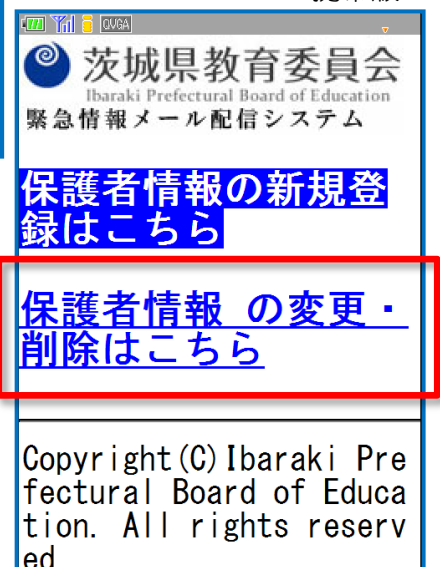 QVGA
茨城県教育委員会
Ibaraki Prefectural Board of Education
緊急情報メール配信システム
保護者情報の新規登
録はこちら
保護者情報 の変更・
削除はこちら
Copyright(C)Ibaraki Pre
fectural Board of Educa
tion. All rights reserv
ed